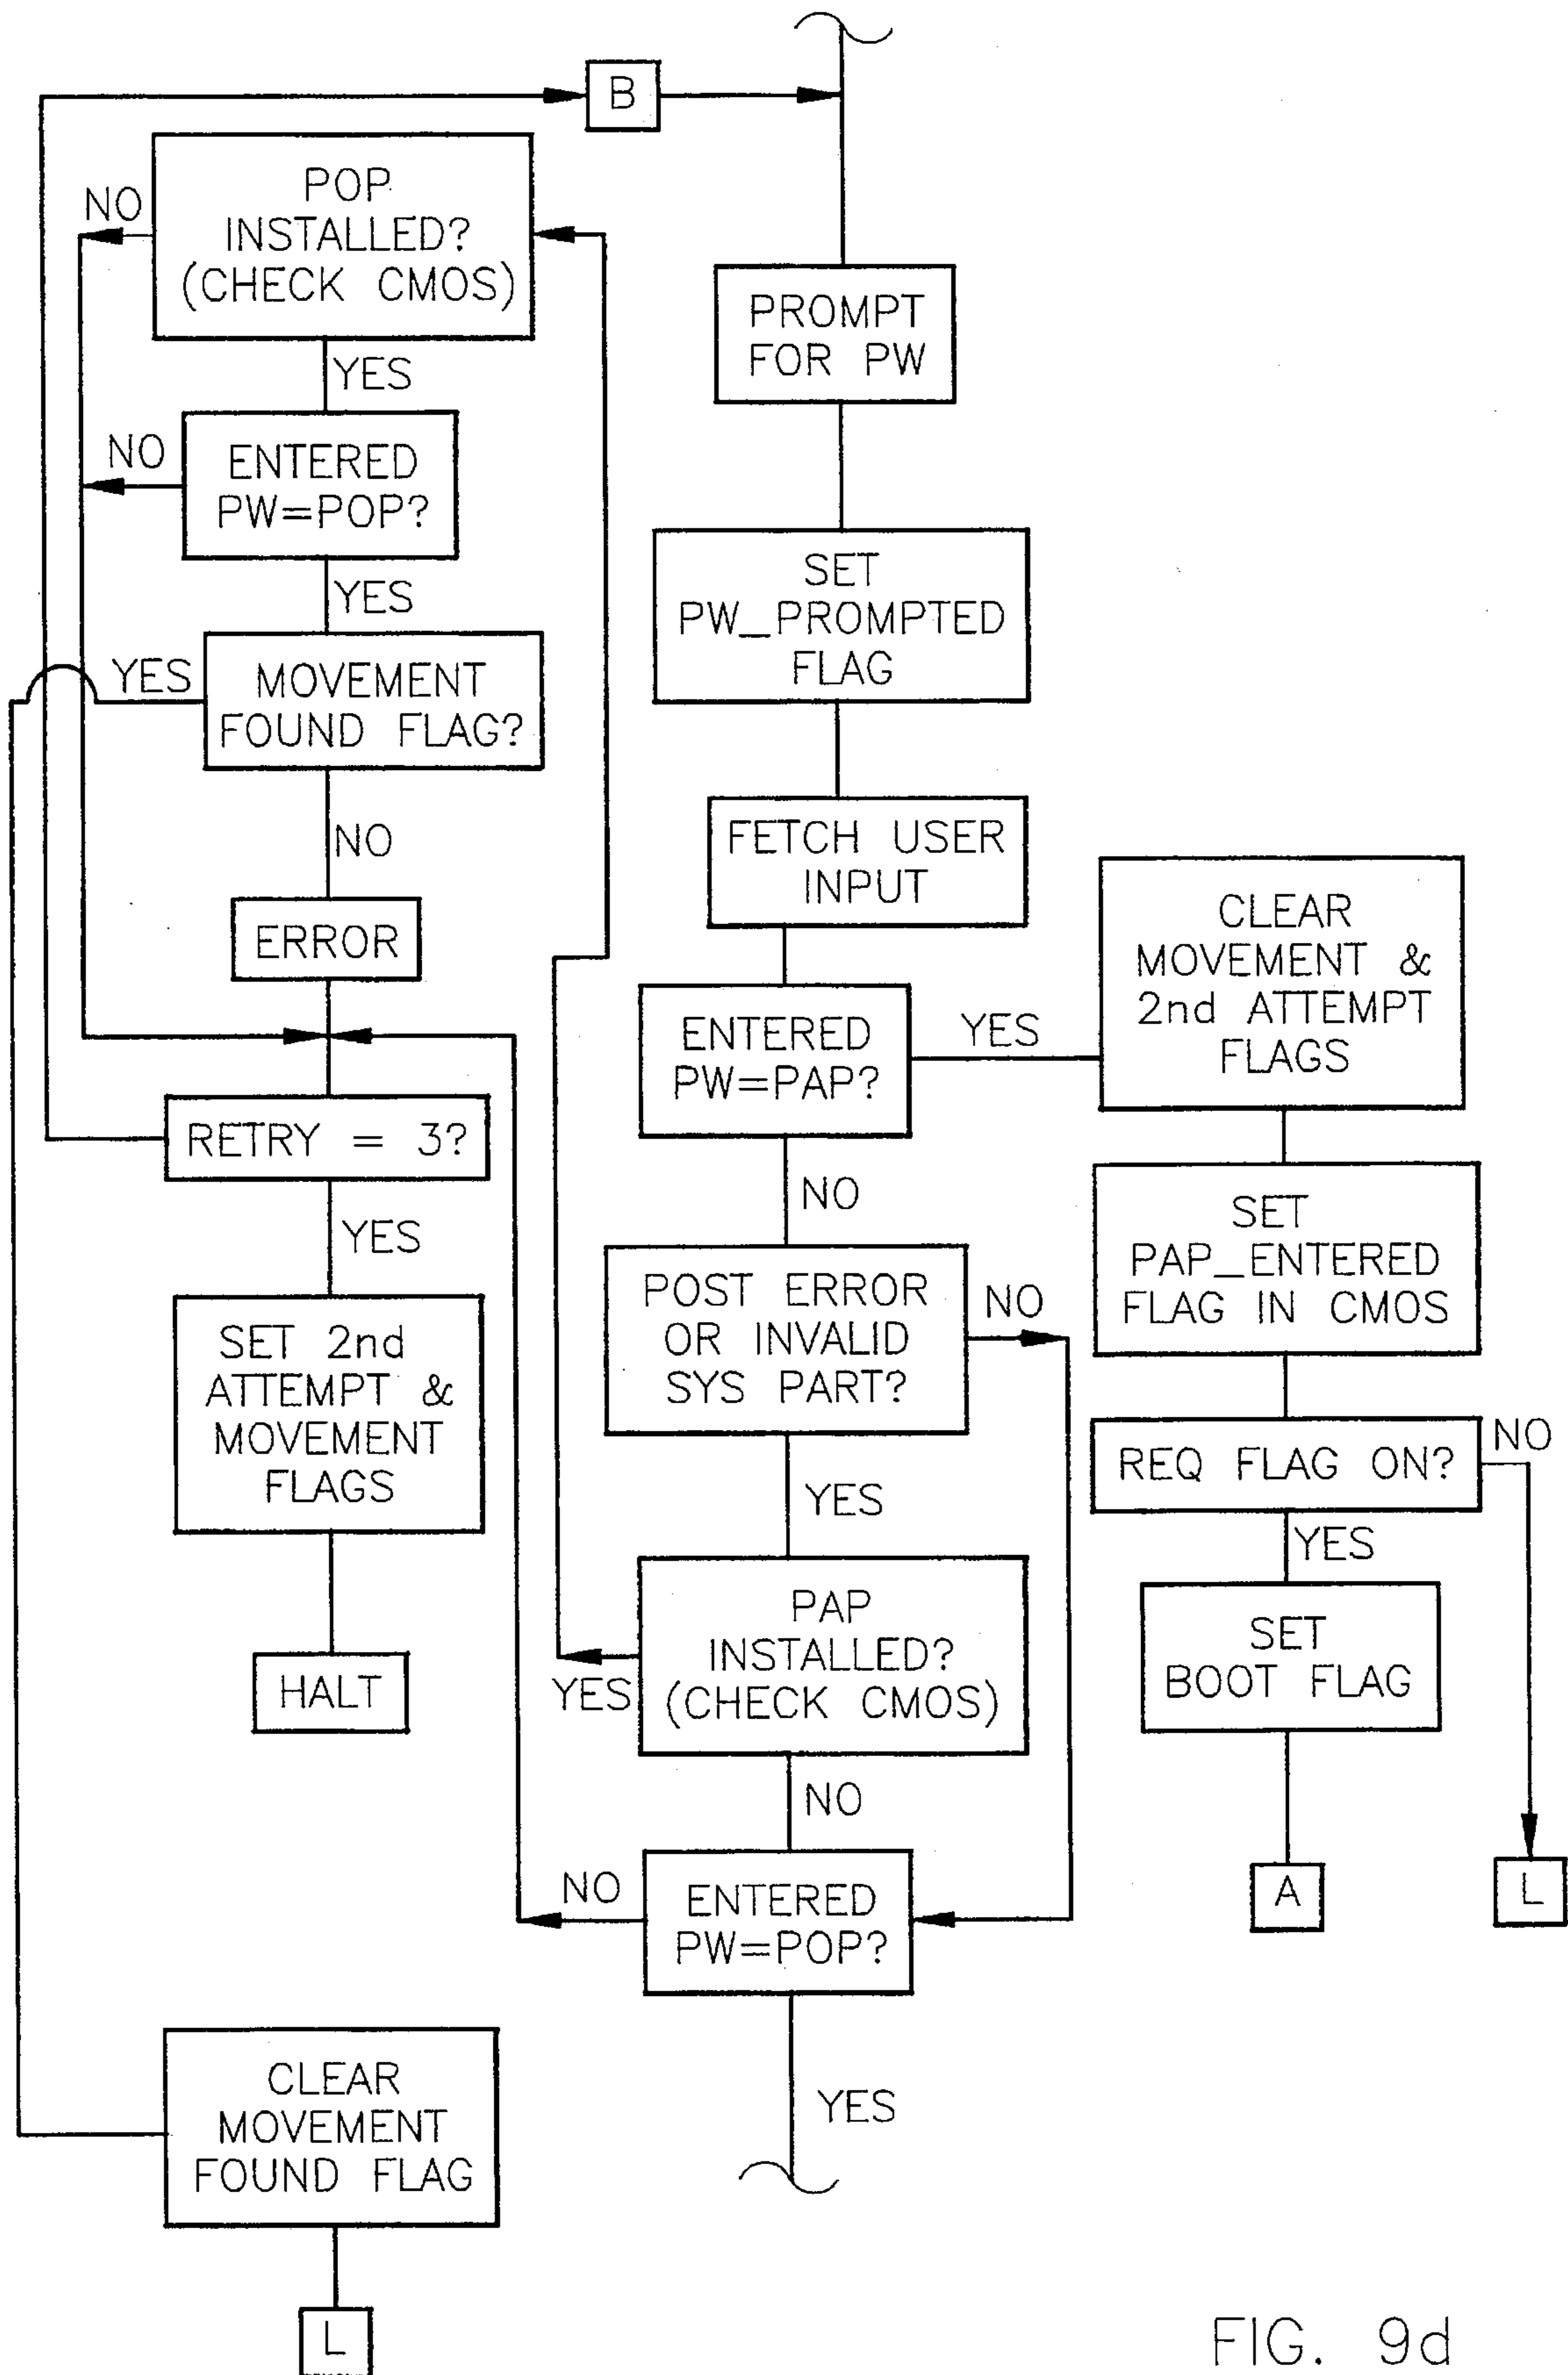 B
POP
INSTALLED?
(CHECK CMOS)
NO
YES
ENTERED
PW=POP?
NO
YES
MOVEMENT
FOUND FLAG?
YES
NO
ERROR
RETRY = 3?
YES
SET 2nd
ATTEMPT &
MOVEMENT
FLAGS
HALT
CLEAR
MOVEMENT
FOUND FLAG
L
PROMPT
FOR PW
SET
PW_PROMPTED
FLAG
FETCH USER
INPUT
ENTERED
PW=PAP?
YES
NO
POST ERROR
OR INVALID
SYS PART?
NO
YES
PAP
INSTALLED?
(CHECK CMOS)
YES
NO
ENTERED
PW=POP?
NO
YES
CLEAR
MOVEMENT &
2nd ATTEMPT
FLAGS
SET
PAP_ENTERED
FLAG IN CMOS
REQ FLAG ON?
NO
YES
SET
BOOT FLAG
A
L
FIG. 9d